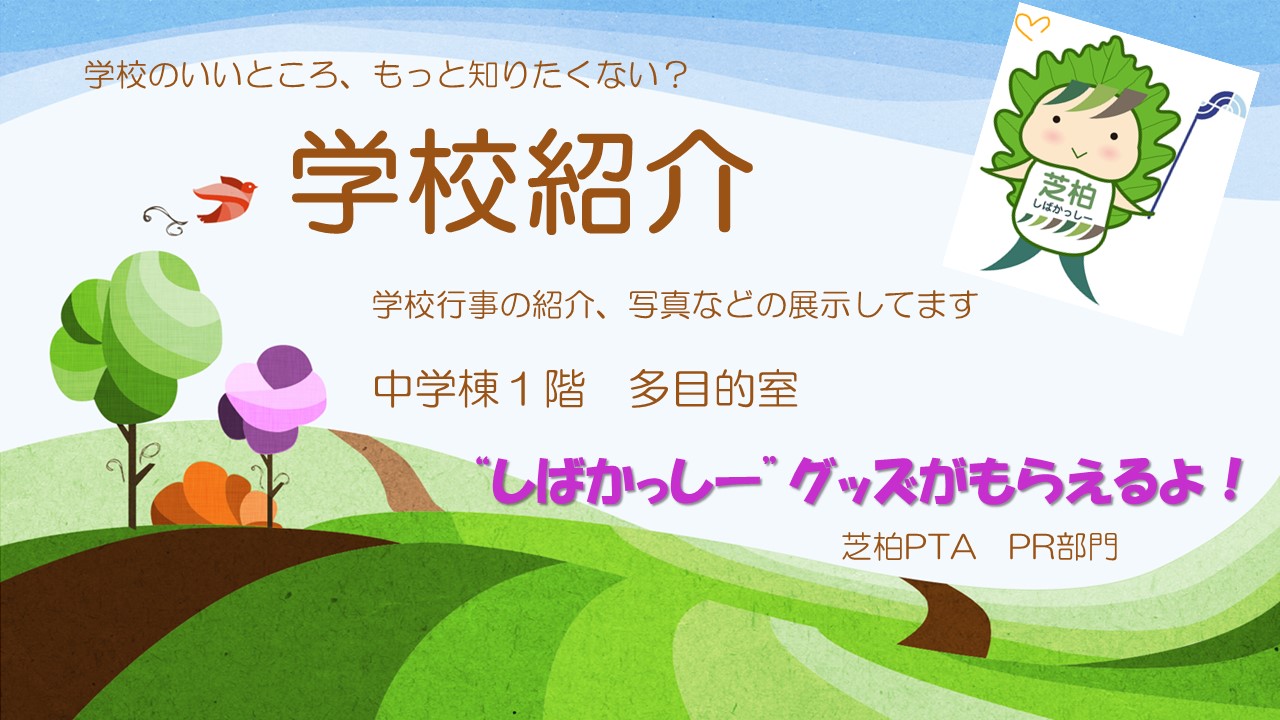 学校のいいところ、もっと知りたくない？
学校紹介
芝柏
しばかっしー
学校行事の紹介、写真などの展示してます
中学棟１階　多目的室
“しばかっしー”グッズがもらえるよ！
芝柏PTA　PR部門